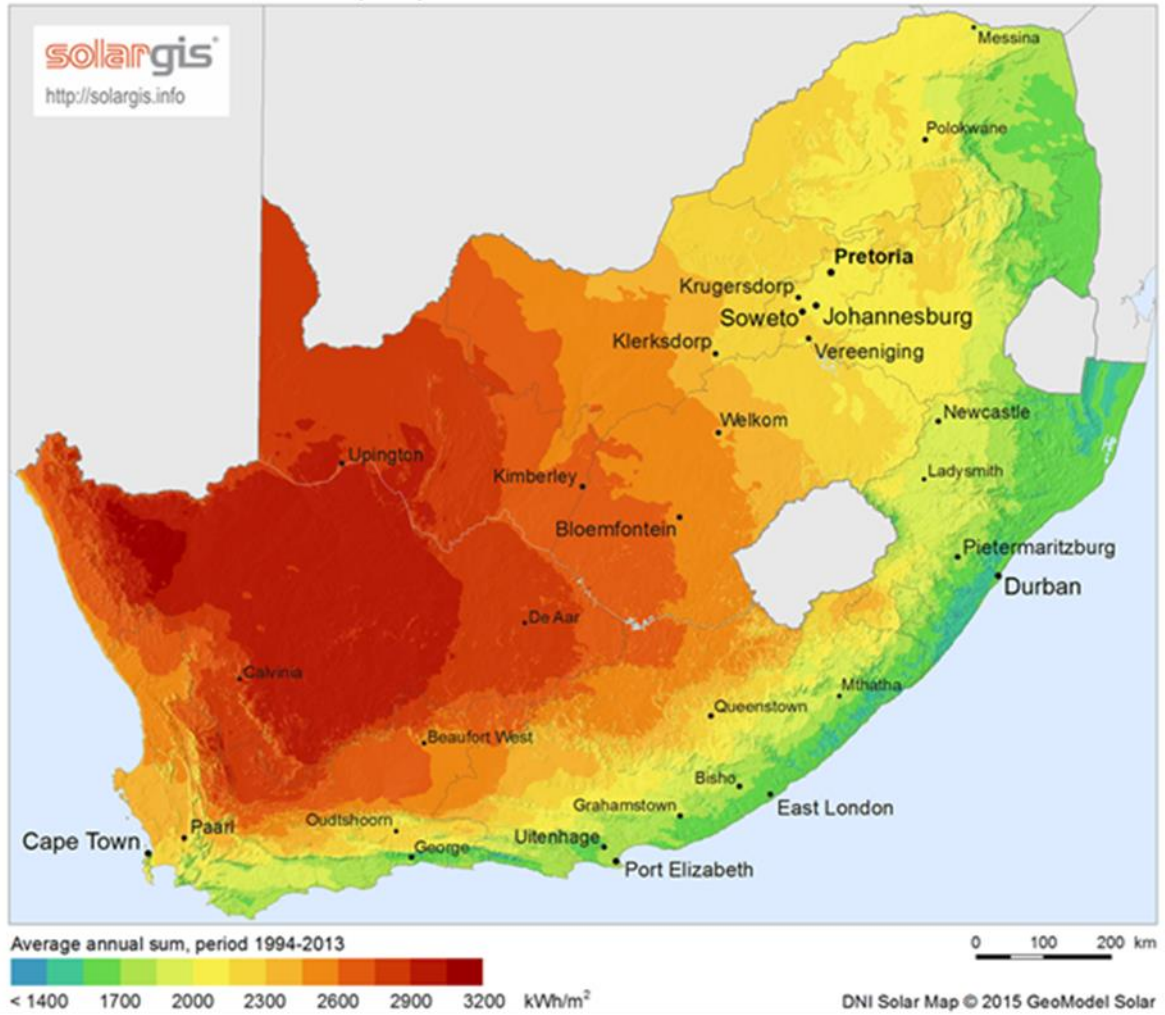 solargis
http://solargis.info
Messina
Polokwane
Pretoria
Krugersdorp
Soweto
Johannesburg
Klerksdorp
Vereeniging
Welkom
Newcastle
Upington
Ladysmith
Kimberley
Bloemfontein
Pietermaritzburg
Durban
De Aar
Calvinia
Mthatha
Queenstown
Beaufort West
Bisho
Grahamstown
East London
Cape Town
Paarl
Oudtshoorn
George
Uitenhage
Port Elizabeth
Average annual sum, period 1994-2013
0 100 200 km
< 1400 1700 2000 2300 2600 2900 3200 kWh/m²
DNI Solar Map © 2015 GeoModel Solar